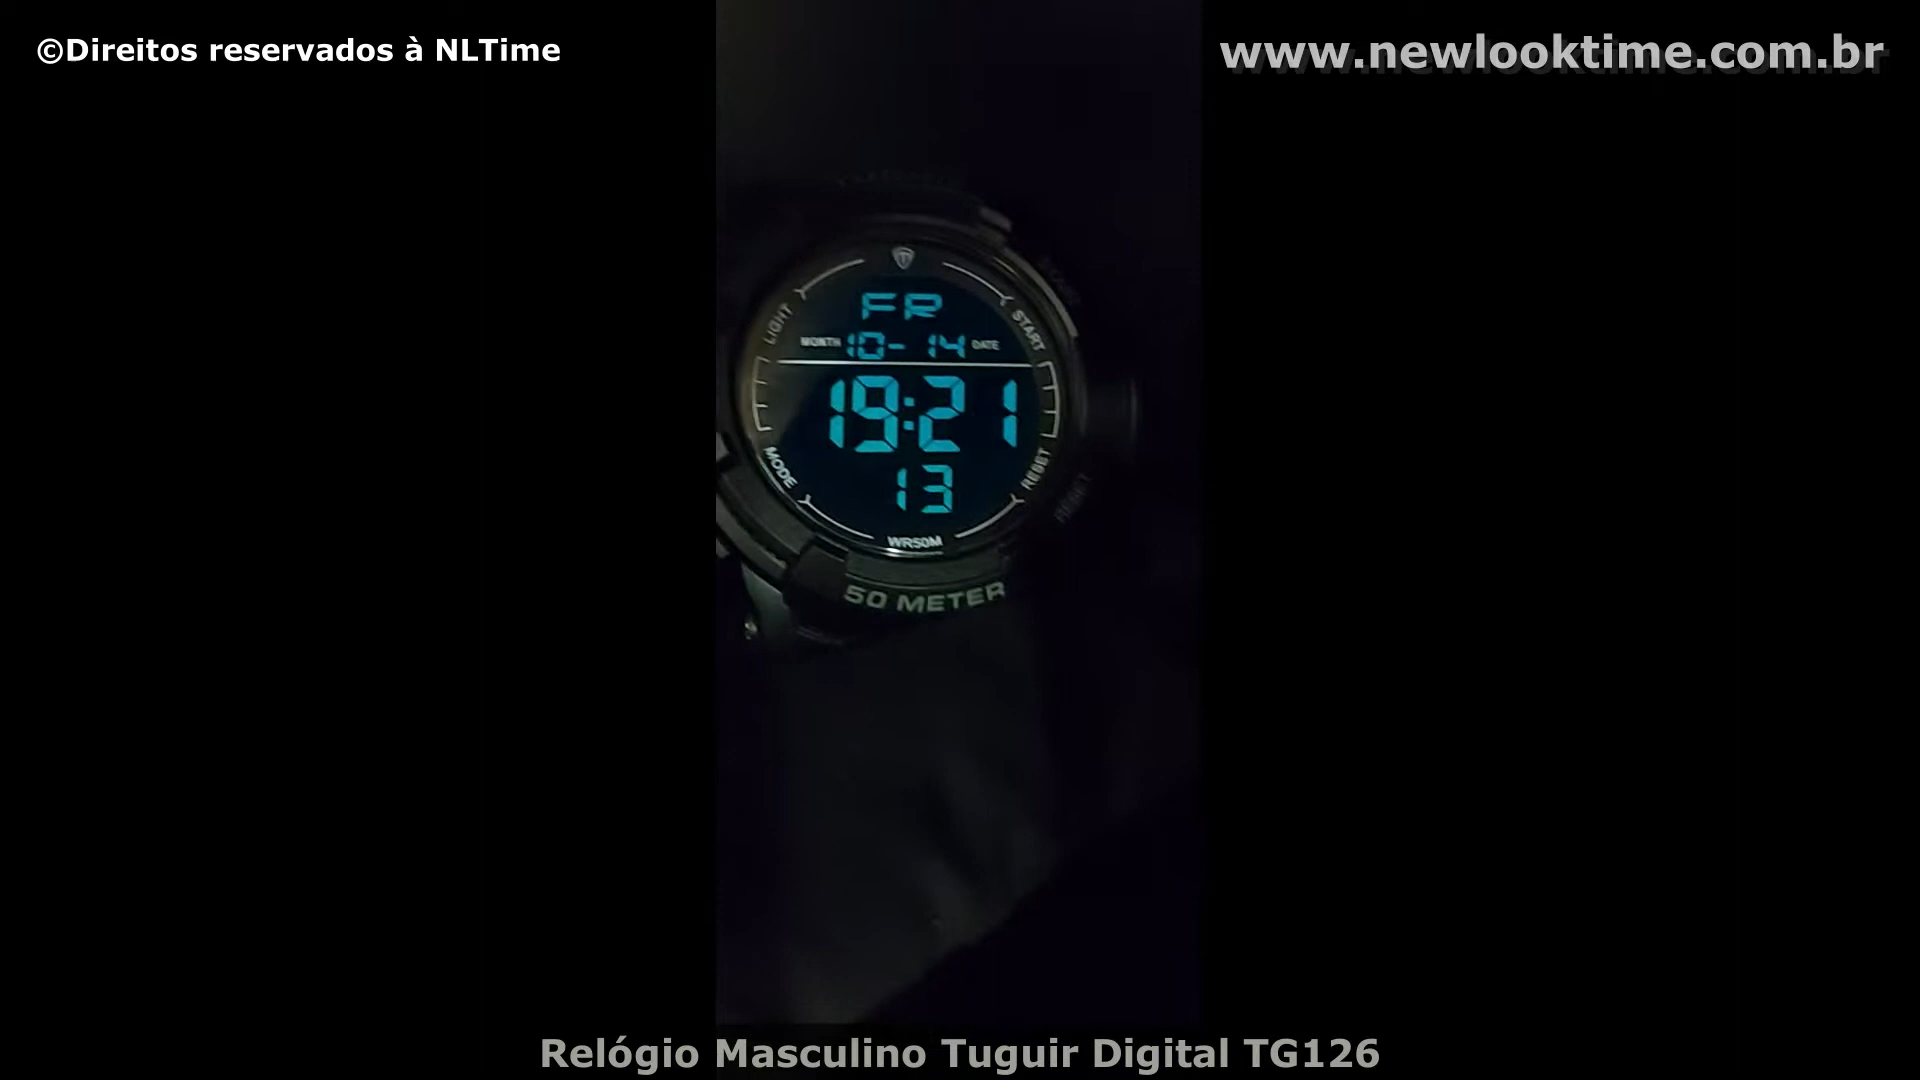 ©Direitos reservados à NLTime
www.newlooktime.com.br
FR
LIGHT
START
MONTH 10- 14 DATE
19:21
13
MODE
RESET
RESET
WR50M
50 METER
Relógio Masculino Tuguir Digital TG126